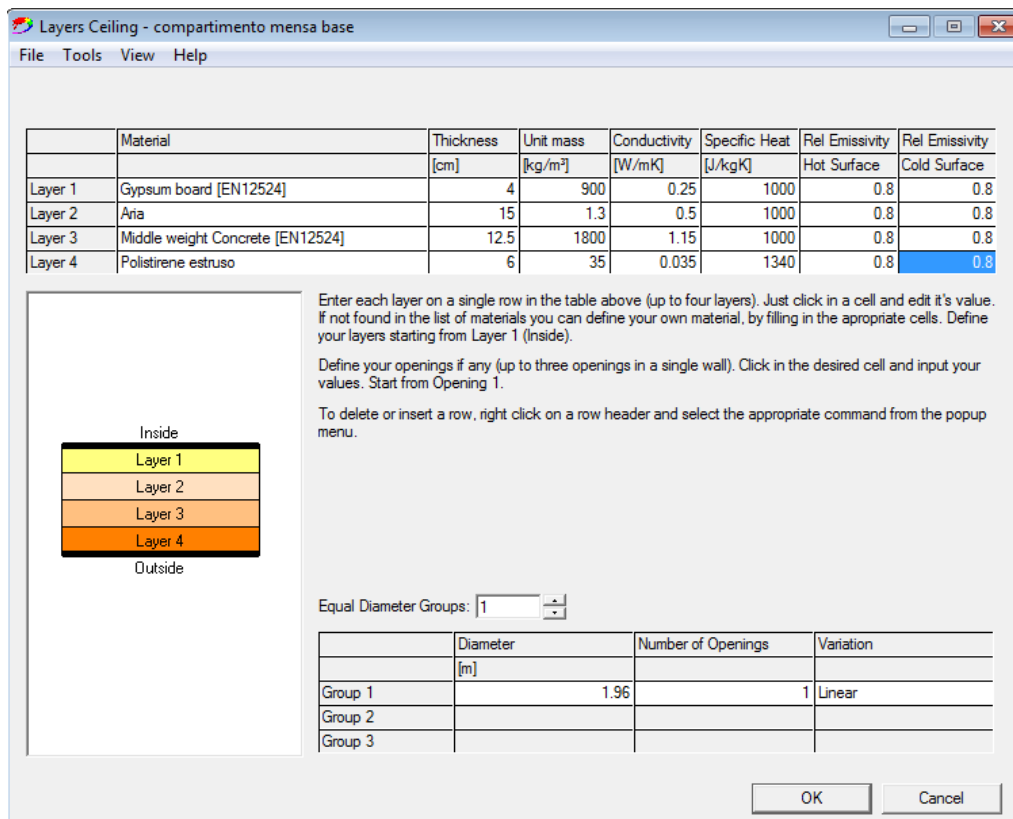 Layers Ceiling - compartimento mensa base
File Tools View Help
Material Thickness Unit mass Conductivity Specific Heat Rel Emissivity Rel Emissivity
[cm] [kg/m³] [W/mK] [J/kgK] Hot Surface Cold Surface
Layer 1 Gypsum board [EN12524] 4 900 0.25 1000 0.8 0.8
Layer 2 Aria 15 1.3 0.5 1000 0.8 0.8
Layer 3 Middle weight Concrete [EN12524] 12.5 1800 1.15 1000 0.8 0.8
Layer 4 Polistirene estruso 6 35 0.035 1340 0.8 0.8
Enter each layer on a single row in the table above (up to four layers). Just click in a cell and edit it's value.
If not found in the list of materials you can define your own material, by filling in the apropriate cells. Define
your layers starting from Layer 1 (Inside).
Define your openings if any (up to three openings in a single wall). Click in the desired cell and input your
values. Start from Opening 1.
To delete or insert a row, right click on a row header and select the appropriate command from the popup
menu.
Inside
Layer 1
Layer 2
Layer 3
Layer 4
Outside
Equal Diameter Groups: 1
Diameter Number of Openings Variation
[m]
Group 1 1.96 1 Linear
Group 2
Group 3
OK Cancel